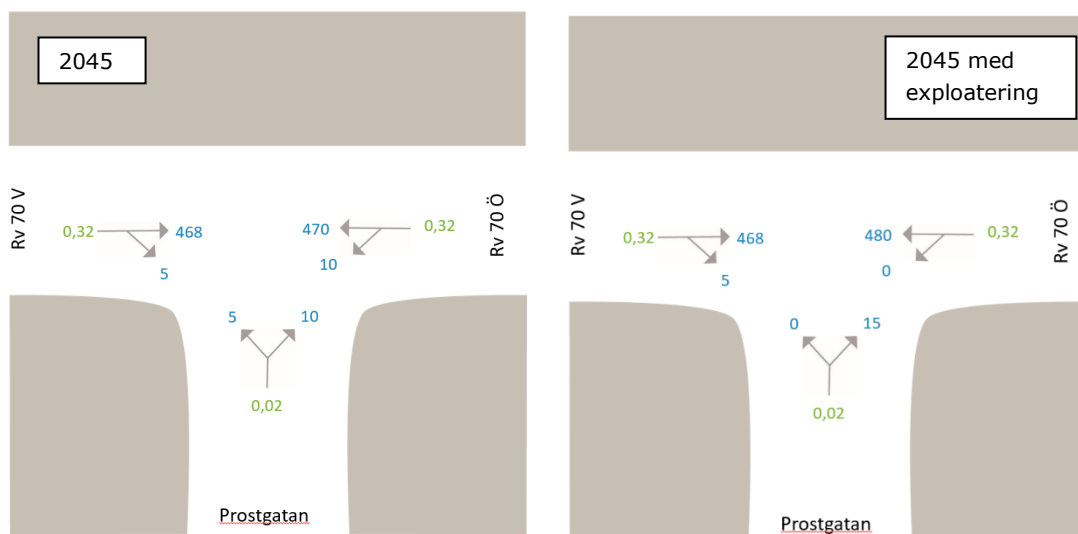 2045
Rv 70 V
0,32
468
5
470
10
0,32
Rv 70 Ö
5
10
0,02
Prostgatan
2045 med
exploatering
Rv 70 V
0,32
468
5
480
0
0,32
Rv 70 Ö
0
15
0,02
Prostgatan